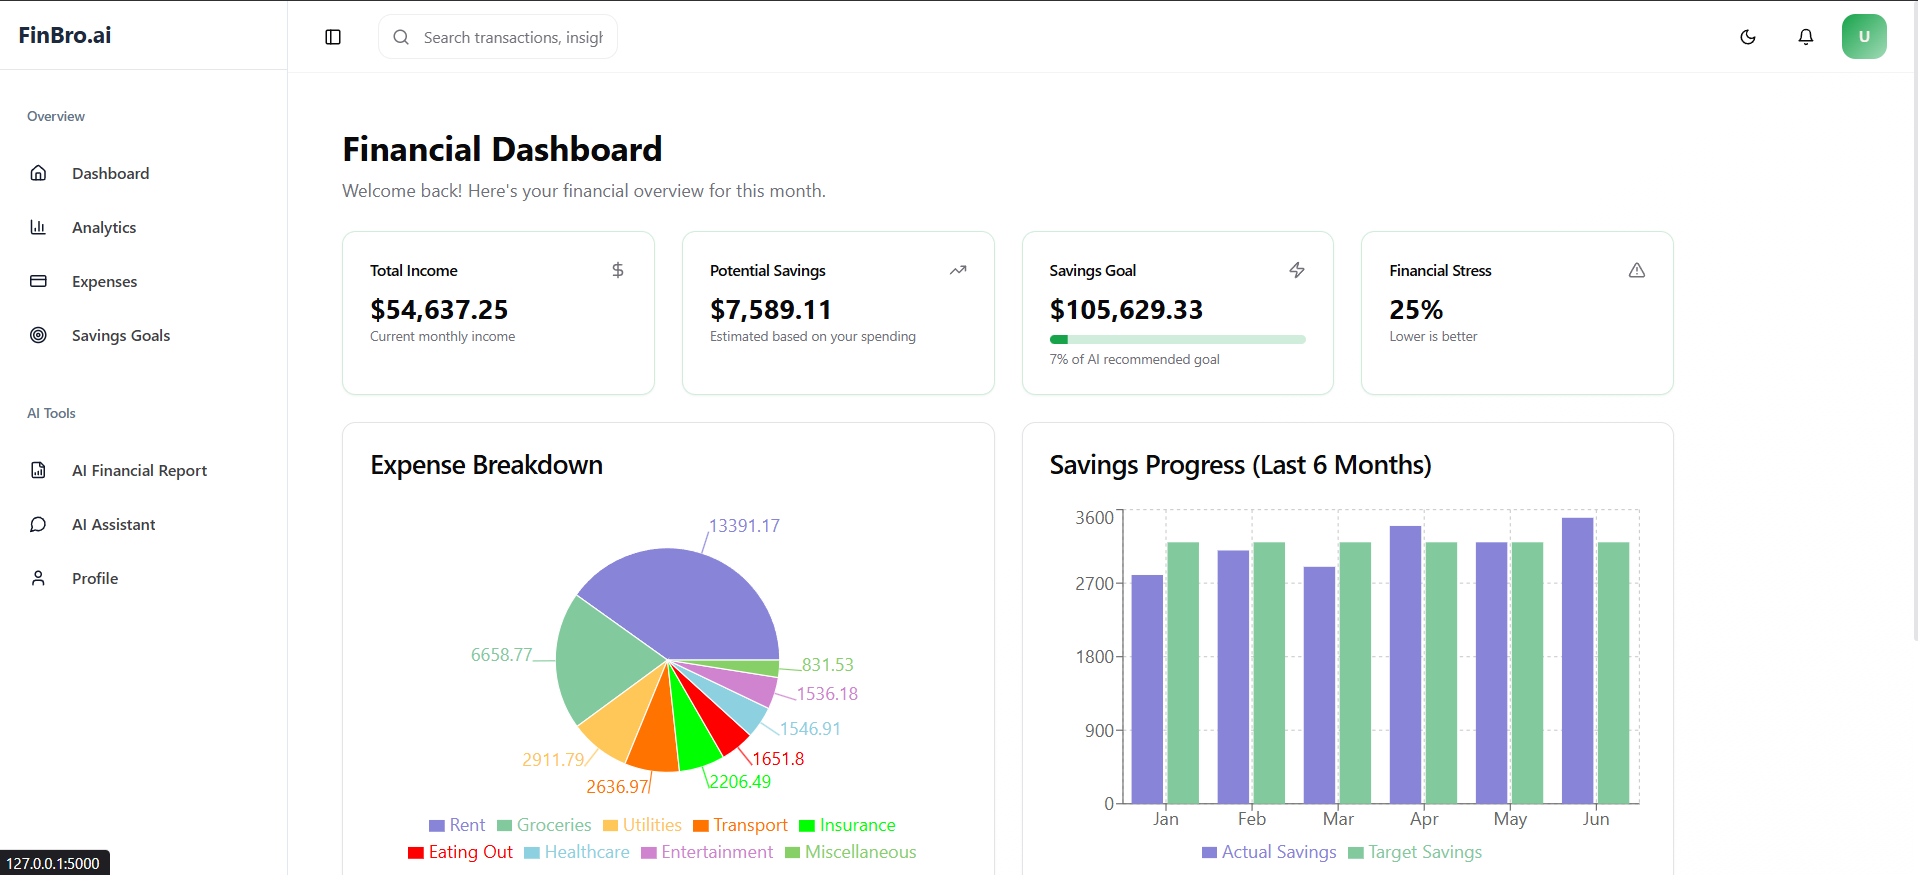 FinBro.ai
Search transactions, insigh
U
Overview
Dashboard
Analytics
Expenses
Savings Goals
AI Tools
AI Financial Report
AI Assistant
Profile
Financial Dashboard
Welcome back! Here's your financial overview for this month.
Total Income
$54,637.25
Current monthly income
Potential Savings
$7,589.11
Estimated based on your spending
Savings Goal
$105,629.33
7% of AI recommended goal
Financial Stress
25%
Lower is better
Expense Breakdown
13391.17
6658.77
831.53
1536.18
1546.91
2911.79
1651.8
2206.49
2636.97
Rent Groceries Utilities Transport Insurance
Eating Out Healthcare Entertainment Miscellaneous
Savings Progress (Last 6 Months)
3600
2700
1800
900
0
Jan Feb Mar Apr May Jun
Actual Savings Target Savings
127.0.0.1:5000